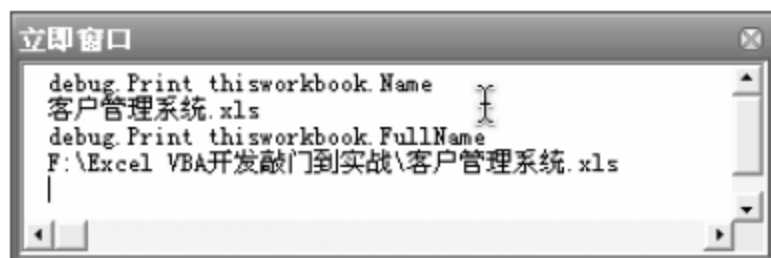 立即窗口
debug.Print thisworkbook.Name
客户管理系统.xls
debug.Print thisworkbook.FullName
F:\Excel VBA开发敲门到实战\客户管理系统.xls